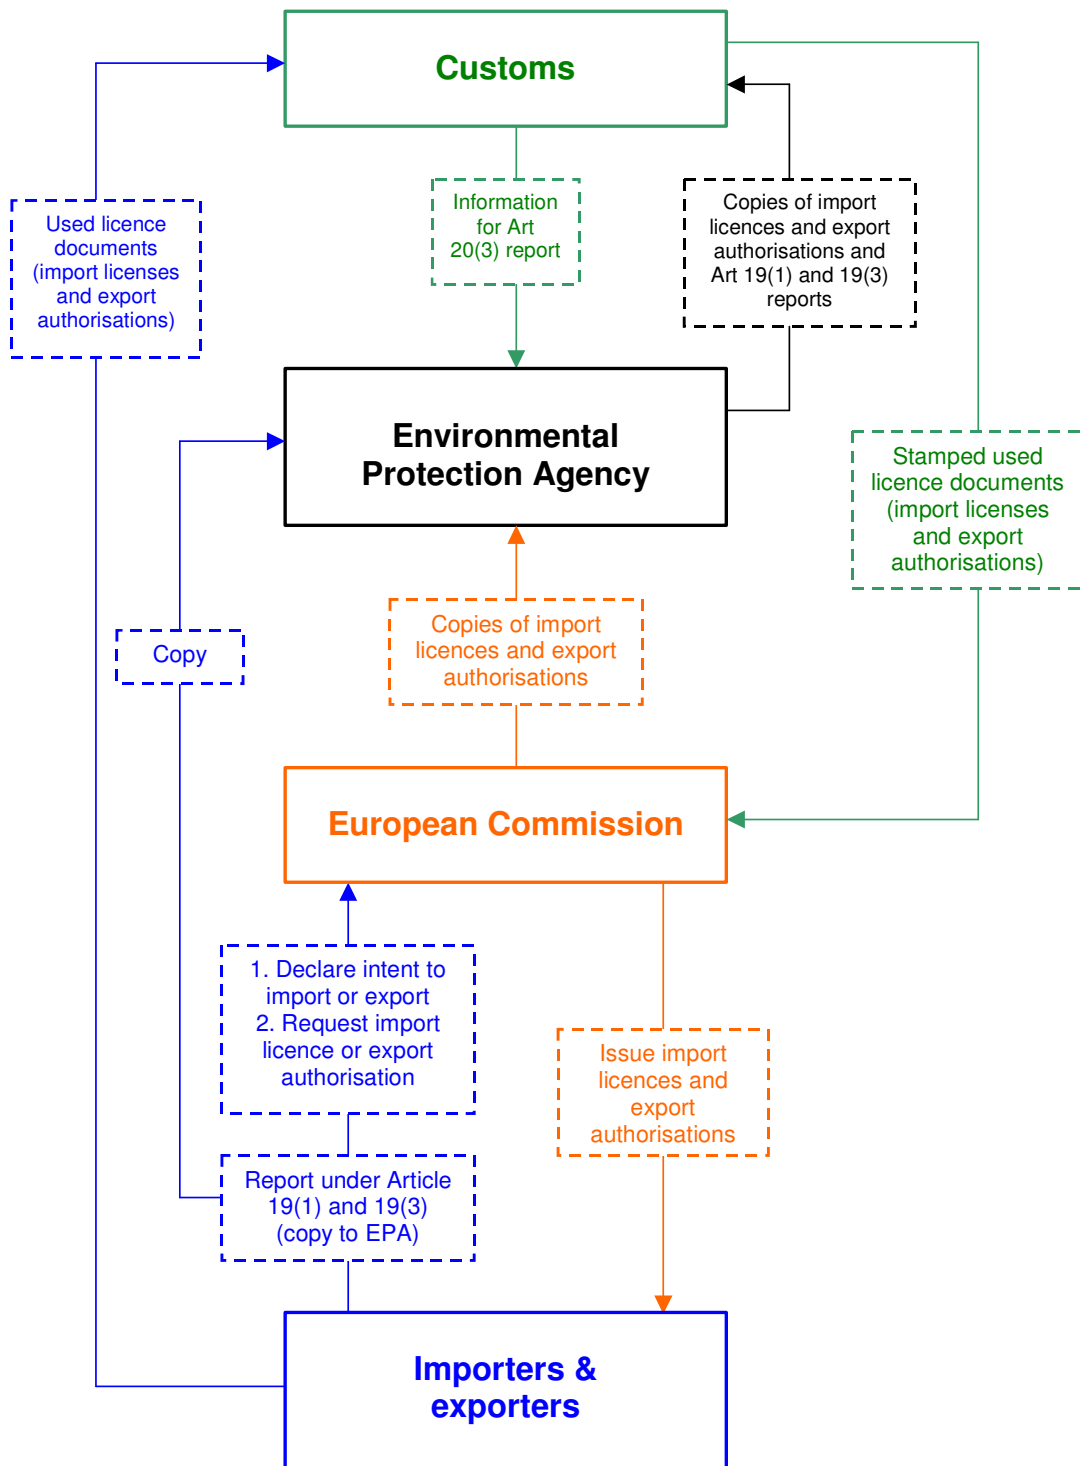 Customs
Used licence
documents
(import licenses
and export
authorisations)
Information
for Art
20(3) report
Copies of import
licences and export
authorisations and
Art 19(1) and 19(3)
reports
Environmental
Protection Agency
Stamped used
licence documents
(import licenses
and export
authorisations)
Copy
Copies of import
licences and export
authorisations
European Commission
1. Declare intent to
import or export
2. Request import
licence or export
authorisation
Issue import
licences and
export
authorisations
Report under Article
19(1) and 19(3)
(copy to EPA)
Importers &
exporters